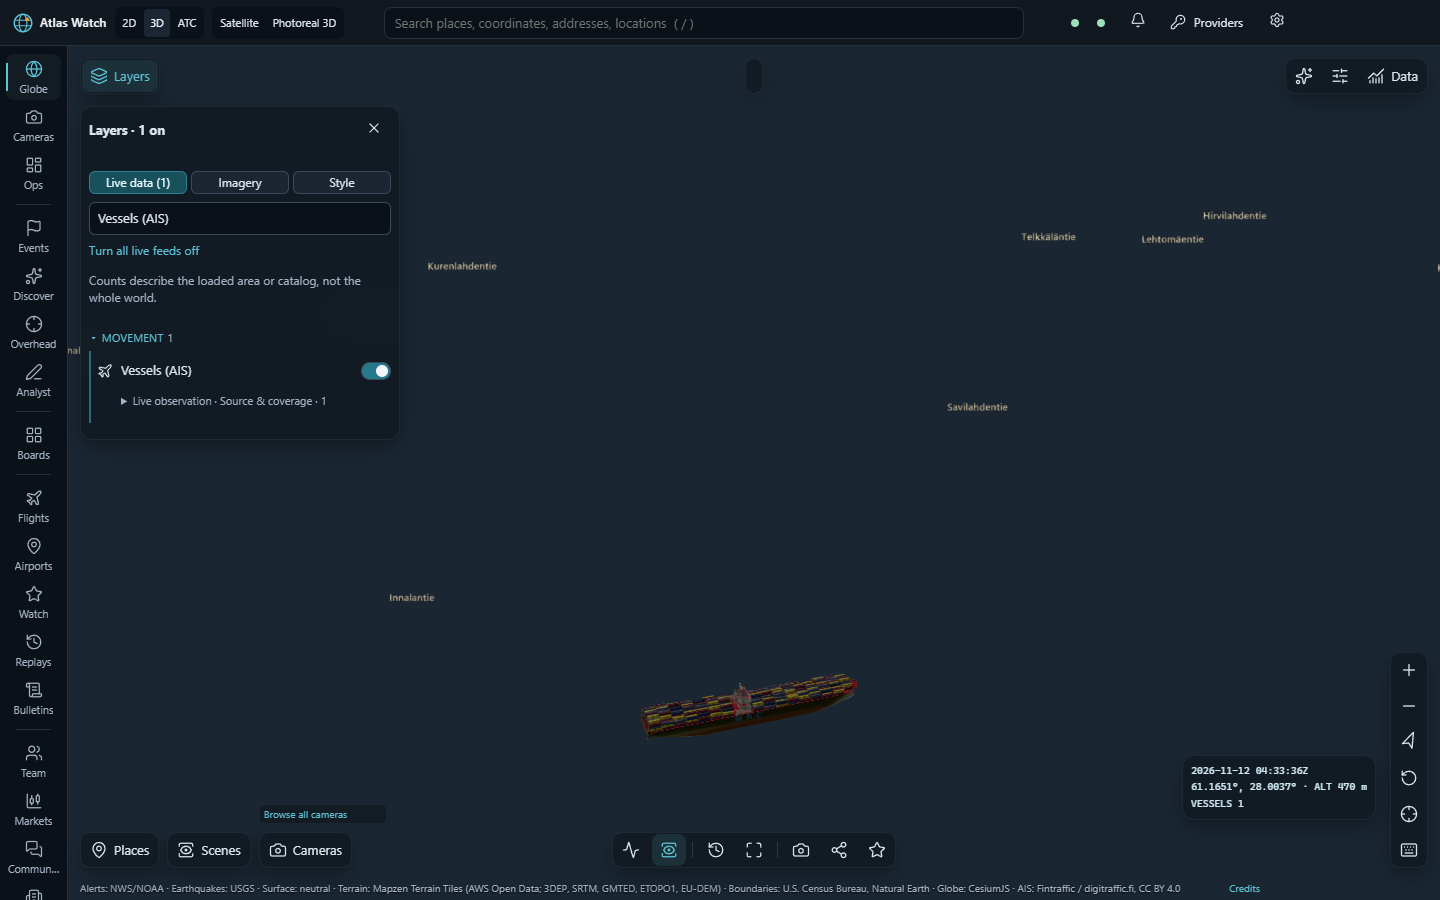 Atlas Watch
2D 3D ATC
Satellite Photoreal 3D
Search places, coordinates, addresses, locations ( / )
Providers
Globe
Cameras
Ops
Events
Discover
Overhead
Analyst
Boards
Flights
Airports
Watch
Replays
Bulletins
Team
Markets
Commun...
Layers
Layers · 1 on
Live data (1) Imagery Style
Vessels (AIS)
Turn all live feeds off
Counts describe the loaded area or catalog, not the
whole world.
MOVEMENT 1
Vessels (AIS)
Live observation · Source & coverage · 1
Data
Hirvilahdentie
Telkkäläntie
Lehtomäentie
Kurenlahdentie
Savilahdentie
Innalantie
2026-11-12 04:33:36Z
61.1651°, 28.0037° · ALT 470 m
VESSELS 1
Browse all cameras
Places Scenes Cameras
Alerts: NWS/NOAA · Earthquakes: USGS · Surface: neutral · Terrain: Mapzen Terrain Tiles (AWS Open Data; 3DEP, SRTM, GMTED, ETOPO1, EU-DEM) · Boundaries: U.S. Census Bureau, Natural Earth · Globe: CesiumJS · AIS: Fintraffic / digitraffic.fi, CC BY 4.0
Credits